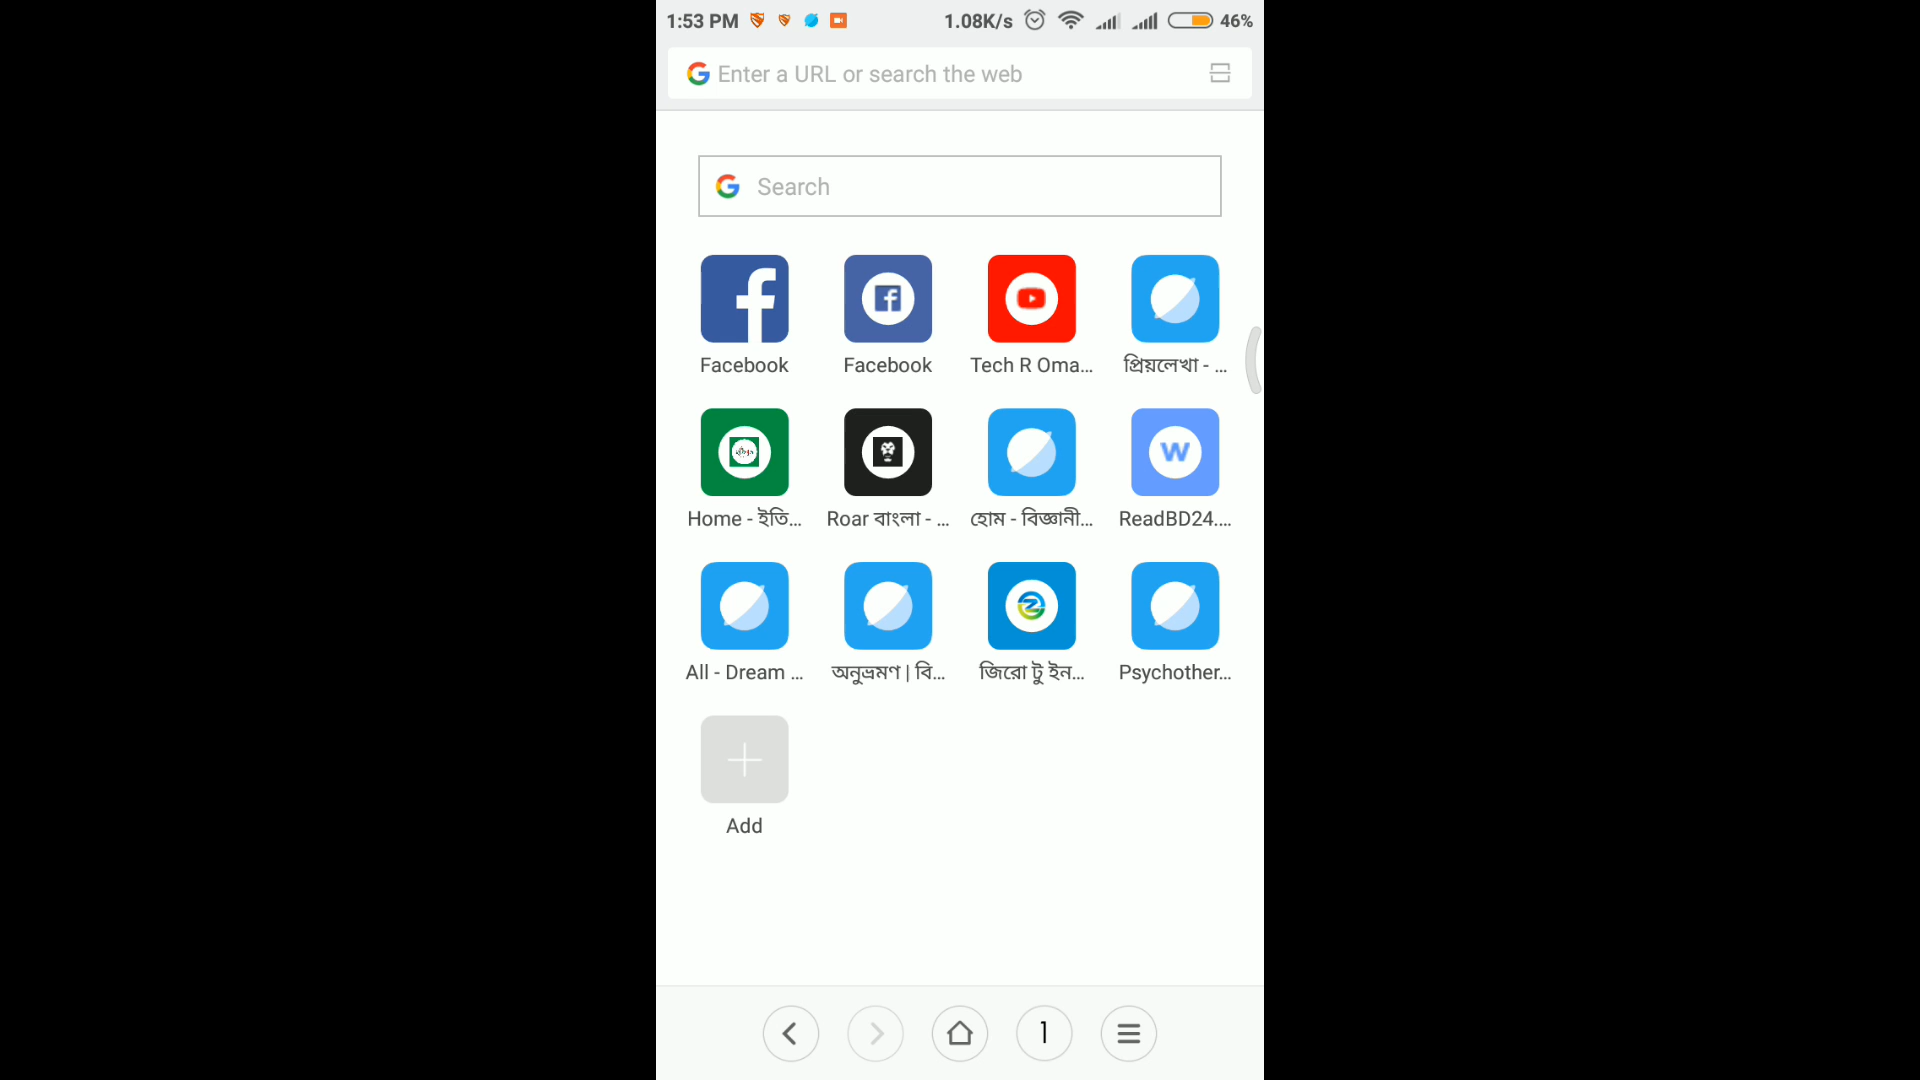 1:53 PM 1.08K/s 46%
Enter a URL or search the web
Search
Facebook Facebook Tech R Oma... প্রিয়লেখা - ...
Home - ইতি... Roar বাংলা - ... হোম - বিজ্ঞানী... ReadBD24....
All - Dream ... অনুভ্রমণ | বি... জিরো টু ইন... Psychother...
Add
1